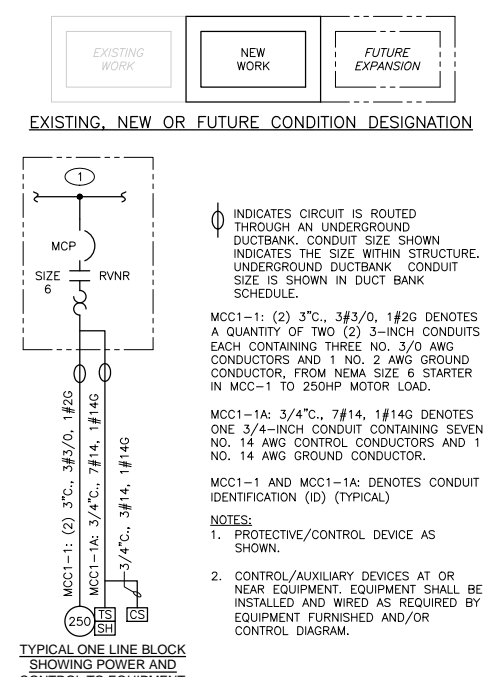 EXISTING
WORK
NEW
WORK
FUTURE
EXPANSION
EXISTING, NEW OR FUTURE CONDITION DESIGNATION
1
MCP
SIZE
6
RVNR
MCC1-1: (2) 3"C., 3#3/0, 1#2G
MCC1-1A: 3/4"C., 7#14, 1#14G
3/4"C., 3#14, 1#14G
250
TS
SH
CS
TYPICAL ONE LINE BLOCK
SHOWING POWER AND
CONTROL TO EQUIPMENT
INDICATES CIRCUIT IS ROUTED
THROUGH AN UNDERGROUND
DUCTBANK. CONDUIT SIZE SHOWN
INDICATES THE SIZE WITHIN STRUCTURE.
UNDERGROUND DUCTBANK CONDUIT
SIZE IS SHOWN IN DUCT BANK
SCHEDULE.
MCC1-1: (2) 3"C., 3#3/0, 1#2G DENOTES
A QUANTITY OF TWO (2) 3-INCH CONDUITS
EACH CONTAINING THREE NO. 3/0 AWG
CONDUCTORS AND 1 NO. 2 AWG GROUND
CONDUCTOR, FROM NEMA SIZE 6 STARTER
IN MCC-1 TO 250HP MOTOR LOAD.
MCC1-1A: 3/4"C., 7#14, 1#14G DENOTES
ONE 3/4-INCH CONDUIT CONTAINING SEVEN
NO. 14 AWG CONTROL CONDUCTORS AND 1
NO. 14 AWG GROUND CONDUCTOR.
MCC1-1 AND MCC1-1A: DENOTES CONDUIT
IDENTIFICATION (ID) (TYPICAL)
NOTES:
1. PROTECTIVE/CONTROL DEVICE AS
SHOWN.
2. CONTROL/AUXILIARY DEVICES AT OR
NEAR EQUIPMENT. EQUIPMENT SHALL BE
INSTALLED AND WIRED AS REQUIRED BY
EQUIPMENT FURNISHED AND/OR
CONTROL DIAGRAM.